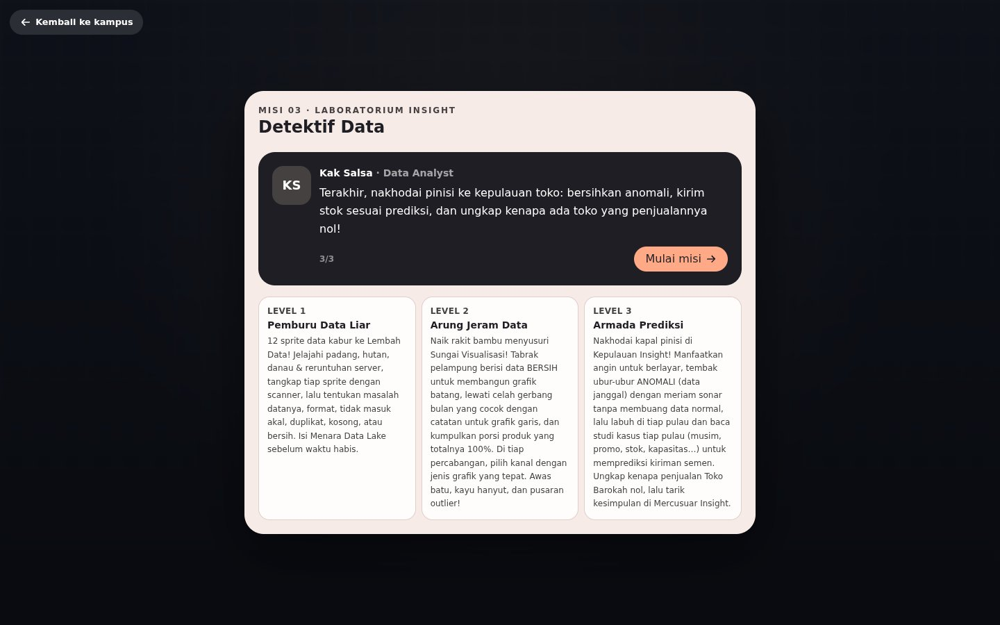 ← Kembali ke kampus
MISI 03 · LABORATORIUM INSIGHT
Detektif Data
KS
Kak Salsa · Data Analyst
Terakhir, nakhodai pinisi ke kepulauan toko: bersihkan anomali, kirim
stok sesuai prediksi, dan ungkap kenapa ada toko yang penjualannya
nol!
3/3
Mulai misi →
LEVEL 1
Pemburu Data Liar
12 sprite data kabur ke Lembah
Data! Jelajahi padang, hutan,
danau & reruntuhan server,
tangkap tiap sprite dengan
scanner, lalu tentukan masalah
datanya, format, tidak masuk
akal, duplikat, kosong, atau
bersih. Isi Menara Data Lake
sebelum waktu habis.
LEVEL 2
Arung Jeram Data
Naik rakit bambu menyusuri
Sungai Visualisasi! Tabrak
pelampung berisi data BERSIH
untuk membangun grafik
batang, lewati celah gerbang
bulan yang cocok dengan
catatan untuk grafik garis, dan
kumpulkan porsi produk yang
totalnya 100%. Di tiap
percabangan, pilih kanal dengan
jenis grafik yang tepat. Awas
batu, kayu hanyut, dan pusaran
outlier!
LEVEL 3
Armada Prediksi
Nakhodai kapal pinisi di
Kepulauan Insight! Manfaatkan
angin untuk berlayar, tembak
ubur-ubur ANOMALI (data
janggal) dengan meriam sonar
tanpa membuang data normal,
lalu labuh di tiap pulau dan baca
studi kasus tiap pulau (musim,
promo, stok, kapasitas...) untuk
memprediksi kiriman semen.
Ungkap kenapa penjualan Toko
Barokah nol, lalu tarik
kesimpulan di Mercusuar Insight.